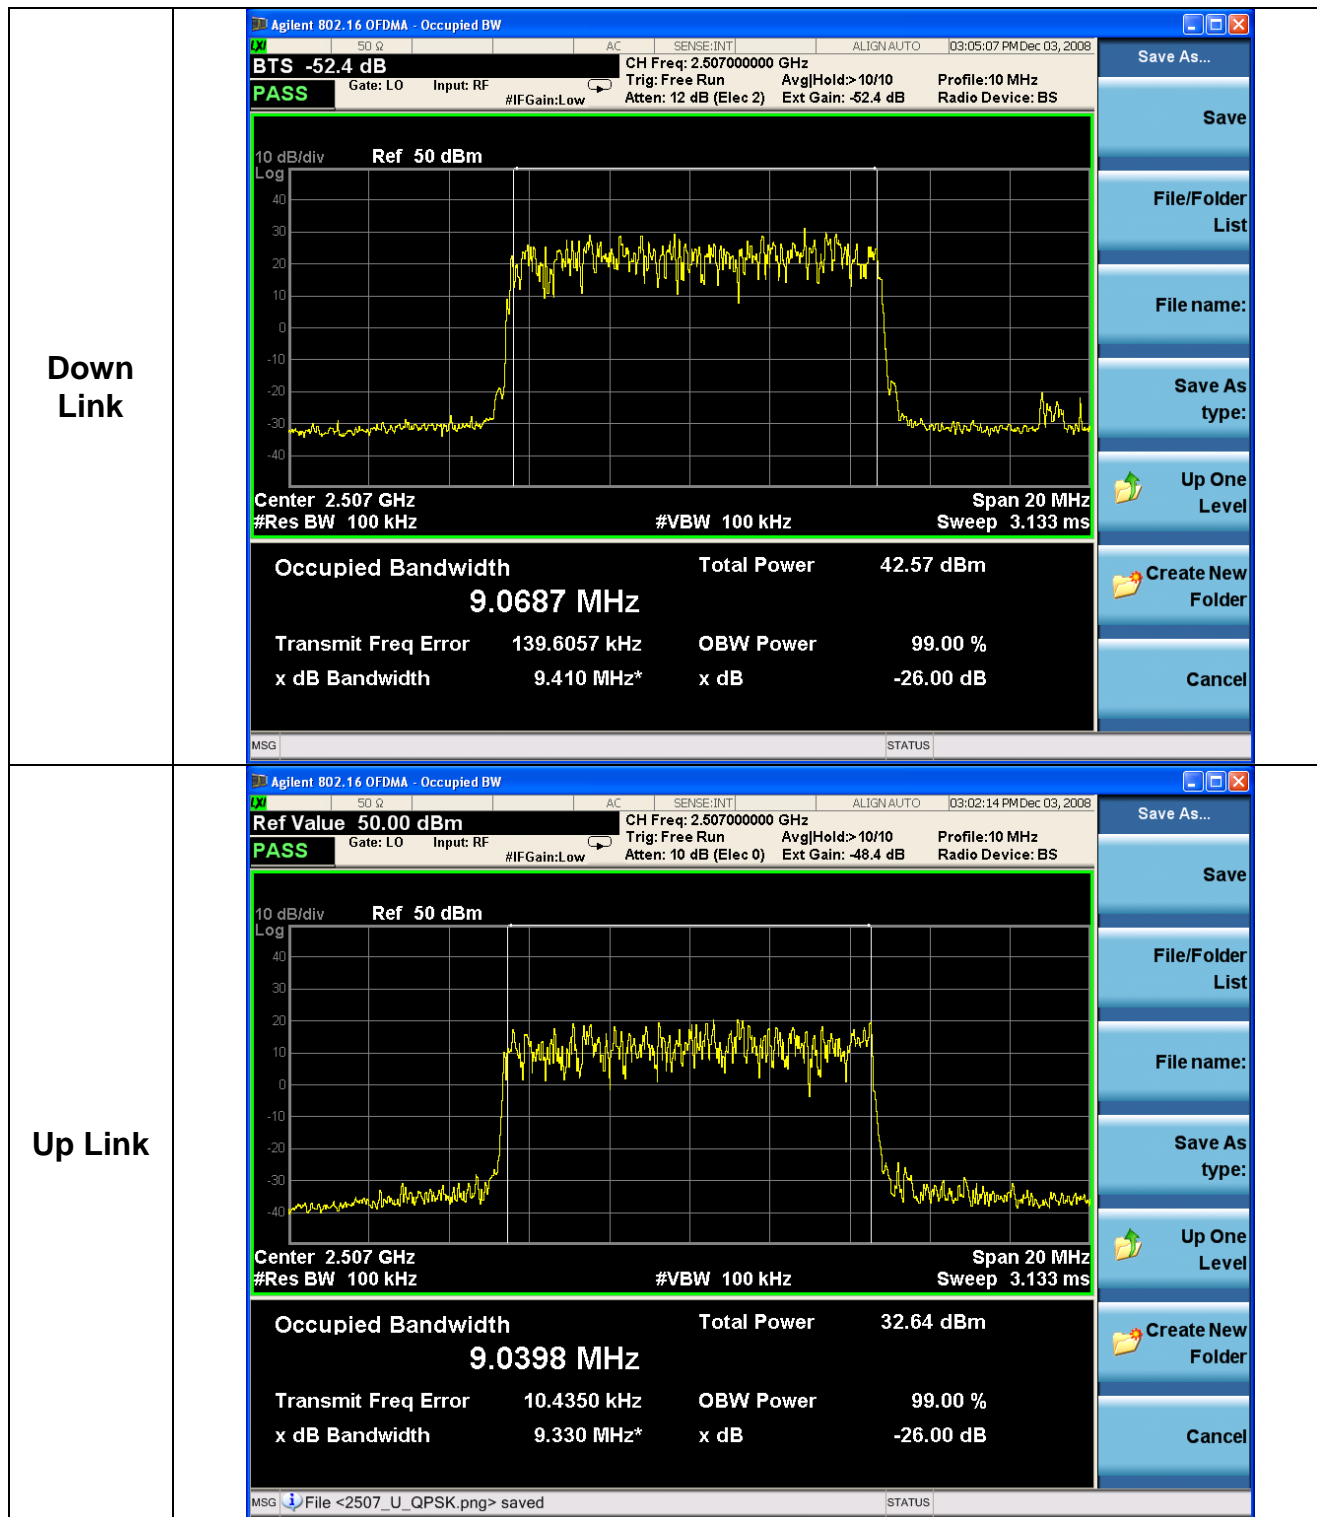 Down
Link
Agilent 802.16 OFDMA - Occupied BW
LXI
50 Ω
AC
SENSE:INT
ALIGN AUTO
03:05:07 PM Dec 03, 2008
BTS -52.4 dB
CH Freq: 2.507000000 GHz
PASS
Gate: LO
Input: RF
#IFGain:Low
Trig: Free Run
Avg|Hold:>10/10
Profile:10 MHz
Atten: 12 dB (Elec 2)
Ext Gain: -52.4 dB
Radio Device: BS
10 dB/div
Ref 50 dBm
Log
40
30
20
10
0
-10
-20
-30
-40
Center 2.507 GHz
Span 20 MHz
#Res BW 100 kHz
#VBW 100 kHz
Sweep 3.133 ms
Occupied Bandwidth
Total Power 42.57 dBm
9.0687 MHz
Transmit Freq Error 139.6057 kHz
OBW Power 99.00 %
x dB Bandwidth 9.410 MHz*
x dB -26.00 dB
MSG
STATUS
Save As...
Save
File/Folder
List
File name:
Save As
type:
Up One
Level
Create New
Folder
Cancel
Up Link
Agilent 802.16 OFDMA - Occupied BW
LXI
50 Ω
AC
SENSE:INT
ALIGN AUTO
03:02:14 PM Dec 03, 2008
Ref Value 50.00 dBm
CH Freq: 2.507000000 GHz
PASS
Gate: LO
Input: RF
#IFGain:Low
Trig: Free Run
Avg|Hold:>10/10
Profile:10 MHz
Atten: 10 dB (Elec 0)
Ext Gain: -48.4 dB
Radio Device: BS
10 dB/div
Ref 50 dBm
Log
40
30
20
10
0
-10
-20
-30
-40
Center 2.507 GHz
Span 20 MHz
#Res BW 100 kHz
#VBW 100 kHz
Sweep 3.133 ms
Occupied Bandwidth
Total Power 32.64 dBm
9.0398 MHz
Transmit Freq Error 10.4350 kHz
OBW Power 99.00 %
x dB Bandwidth 9.330 MHz*
x dB -26.00 dB
MSG
File <2507_U_QPSK.png> saved
STATUS
Save As...
Save
File/Folder
List
File name:
Save As
type:
Up One
Level
Create New
Folder
Cancel